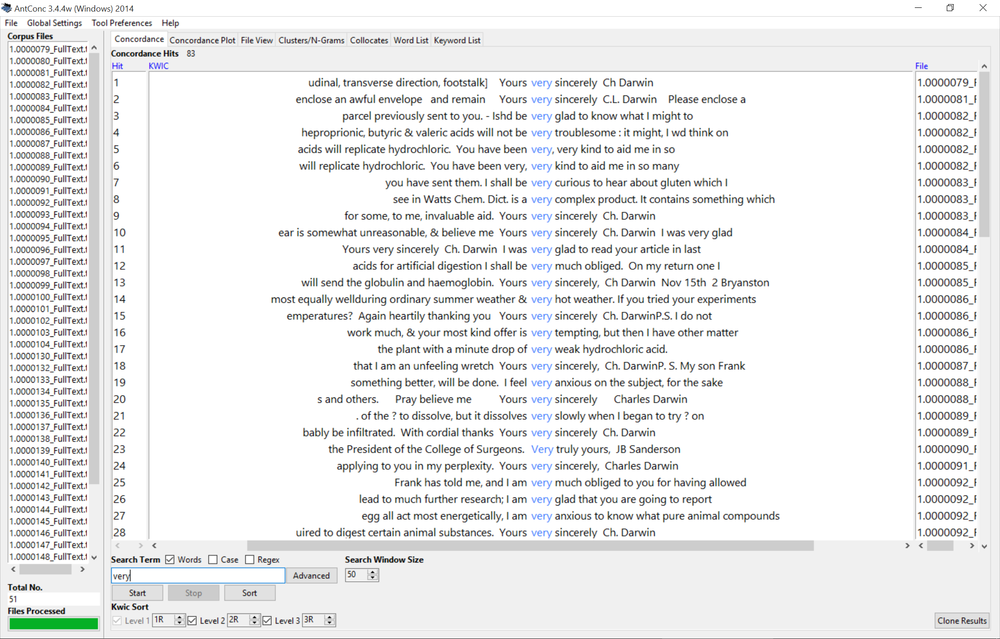 AntConc 3.4.4w (Windows) 2014
File Global Settings Tool Preferences Help
Corpus Files
1.0000079_FullText.t
1.0000080_FullText.t
1.0000081_FullText.t
1.0000082_FullText.t
1.0000083_FullText.t
1.0000084_FullText.t
1.0000085_FullText.t
1.0000086_FullText.t
1.0000087_FullText.t
1.0000088_FullText.t
1.0000089_FullText.t
1.0000090_FullText.t
1.0000091_FullText.t
1.0000092_FullText.t
1.0000093_FullText.t
1.0000094_FullText.t
1.0000095_FullText.t
1.0000096_FullText.t
1.0000097_FullText.t
1.0000098_FullText.t
1.0000099_FullText.t
1.0000100_FullText.t
1.0000101_FullText.t
1.0000102_FullText.t
1.0000103_FullText.t
1.0000104_FullText.t
1.0000130_FullText.t
1.0000132_FullText.t
1.0000133_FullText.t
1.0000134_FullText.t
1.0000135_FullText.t
1.0000136_FullText.t
1.0000137_FullText.t
1.0000138_FullText.t
1.0000139_FullText.t
1.0000140_FullText.t
1.0000141_FullText.t
1.0000142_FullText.t
1.0000143_FullText.t
1.0000144_FullText.t
1.0000145_FullText.t
1.0000146_FullText.t
1.0000147_FullText.t
1.0000148_FullText.t
Total No.
51
Files Processed
Concordance Concordance Plot File View Clusters/N-Grams Collocates Word List Keyword List
Concordance Hits 83
Hit KWIC File
1 udinal, transverse direction, footstalk] Yours very sincerely Ch Darwin 1.0000079_F
2 enclose an awful envelope and remain Yours very sincerely C.L. Darwin Please enclose a 1.0000081_F
3 parcel previously sent to you. - Ishd be very glad to know what I might to 1.0000082_F
4 heproprionic, butyric & valeric acids will not be very troublesome : it might, I wd think on 1.0000082_F
5 acids will replicate hydrochloric. You have been very, very kind to aid me in so 1.0000082_F
6 will replicate hydrochloric. You have been very, very kind to aid me in so many 1.0000082_F
7 you have sent them. I shall be very curious to hear about gluten which I 1.0000083_F
8 see in Watts Chem. Dict. is a very complex product. It contains something which 1.0000083_F
9 for some, to me, invaluable aid. Yours very sincerely Ch. Darwin 1.0000083_F
10 ear is somewhat unreasonable, & believe me Yours very sincerely Ch. Darwin I was very glad 1.0000084_F
11 Yours very sincerely Ch. Darwin I was very glad to read your article in last 1.0000084_F
12 acids for artificial digestion I shall be very much obliged. On my return one I 1.0000085_F
13 will send the globulin and haemoglobin. Yours very sincerely, Ch Darwin Nov 15th 2 Bryanston 1.0000085_F
14 most equally wellduring ordinary summer weather & very hot weather. If you tried your experiments 1.0000086_F
15 emperatures? Again heartily thanking you Yours very sincerely Ch. DarwinP.S. I do not 1.0000086_F
16 work much, & your most kind offer is very tempting, but then I have other matter 1.0000086_F
17 the plant with a minute drop of very weak hydrochloric acid. 1.0000086_F
18 that I am an unfeeling wretch Yours very sincerely, Ch. DarwinP. S. My son Frank 1.0000087_F
19 something better, will be done. I feel very anxious on the subject, for the sake 1.0000088_F
20 s and others. Pray believe me Yours very sincerely Charles Darwin 1.0000088_F
21 . of the ? to dissolve, but it dissolves very slowly when I began to try ? on 1.0000089_F
22 bably be infiltrated. With cordial thanks Yours very sincerely Ch. Darwin 1.0000089_F
23 the President of the College of Surgeons. Very truly yours, JB Sanderson 1.0000090_F
24 applying to you in my perplexity. Yours very sincerely, Charles Darwin 1.0000091_F
25 Frank has told me, and I am very much obliged to you for having allowed 1.0000092_F
26 lead to much further research; I am very glad that you are going to report 1.0000092_F
27 egg all act most energetically, I am very anxious to know what pure animal compounds 1.0000092_F
28 uired to digest certain animal substances. Yours very sincerely Ch. Darwin 1.0000092_F
Search Term Words Case Regex Search Window Size
very Advanced 50
Start Stop Sort
Kwic Sort
Level 1 1R Level 2 2R Level 3 3R Clone Results